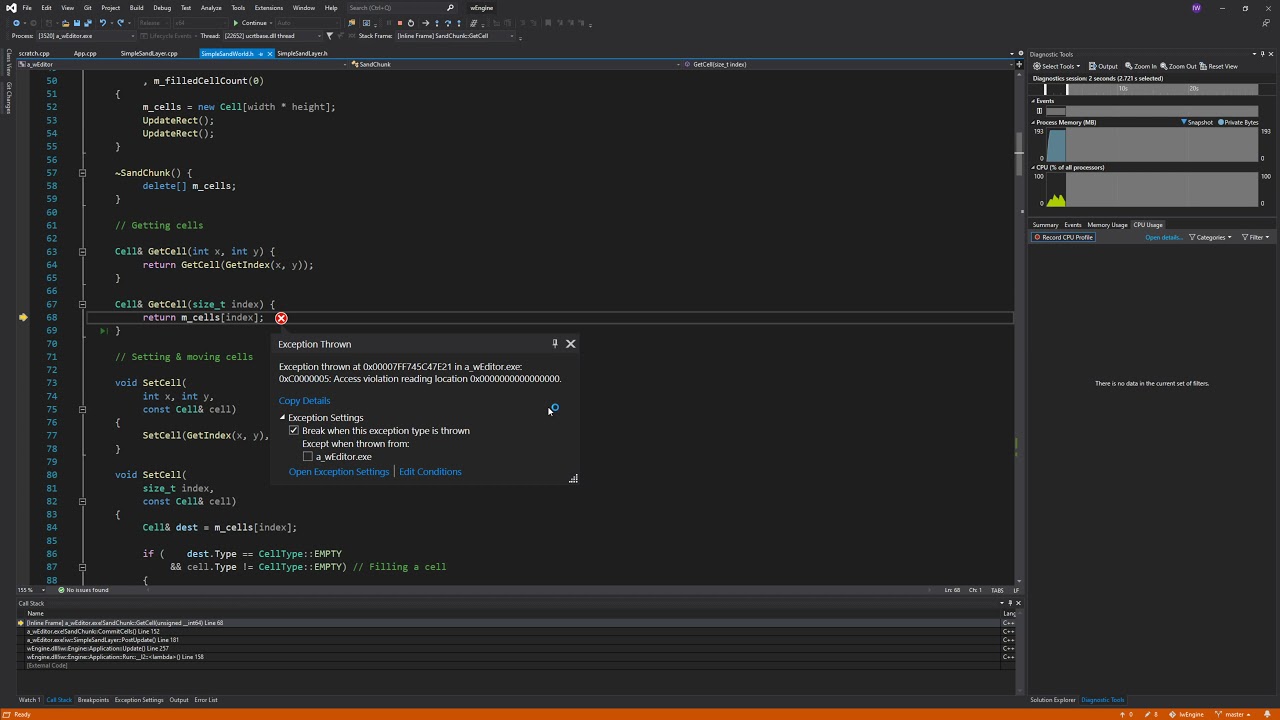 File Edit View Git Project Build Debug Test Analyze Tools Extensions Window Help Search (Ctrl+Q) wEngine IW
Release x64 Continue Auto
Process: [3520] a_wEditor.exe Lifecycle Events Thread: [22652] ucrtbase.dll thread Stack Frame: [Inline Frame] SandChunk::GetCell
scratch.cpp App.cpp SimpleSandLayer.cpp SimpleSandWorld.h SimpleSandLayer.h
a_wEditor SandChunk GetCell(size_t index)
Class View
Git Changes
50 , m_filledCellCount(0)
51 {
52 m_cells = new Cell[width * height];
53 UpdateRect();
54 UpdateRect();
55 }
56
57 ~SandChunk() {
58 delete[] m_cells;
59 }
60
61 // Getting cells
62
63 Cell& GetCell(int x, int y) {
64 return GetCell(GetIndex(x, y));
65 }
66
67 Cell& GetCell(size_t index) {
68 return m_cells[index];
69 }
70
71 // Setting & moving cells
72
73 void SetCell(
74 int x, int y,
75 const Cell& cell)
76 {
77 SetCell(GetIndex(x, y),
78 }
79
80 void SetCell(
81 size_t index,
82 const Cell& cell)
83 {
84 Cell& dest = m_cells[index];
85
86 if ( dest.Type == CellType::EMPTY
87 && cell.Type != CellType::EMPTY) // Filling a cell
88 {
Exception Thrown
Exception thrown at 0x00007FF745C47E21 in a_wEditor.exe:
0xC0000005: Access violation reading location 0x0000000000000000.
Copy Details
Exception Settings
Break when this exception type is thrown
Except when thrown from:
a_wEditor.exe
Open Exception Settings | Edit Conditions
155 % No issues found Ln: 68 Ch: 1 TABS LF
Call Stack
Name Lang
[Inline Frame] a_wEditor.exe!SandChunk::GetCell(unsigned __int64) Line 68 C++
a_wEditor.exe!SandChunk::CommitCells() Line 152 C++
a_wEditor.exe!iw::SimpleSandLayer::PostUpdate() Line 181 C++
wEngine.dll!iw::Engine::Application::Update() Line 257 C++
wEngine.dll!iw::Engine::Application::Run::__l2::<lambda>() Line 158 C++
[External Code]
Watch 1 Call Stack Breakpoints Exception Settings Output Error List
Diagnostic Tools
Select Tools Output Zoom In Zoom Out Reset View
Diagnostics session: 2 seconds (2.721 s selected)
10s 20s
Events
Process Memory (MB) Snapshot Private Bytes
193 193
0 0
CPU (% of all processors)
100 100
0 0
Summary Events Memory Usage CPU Usage
Record CPU Profile Open details... Categories Filter
There is no data in the current set of filters.
Solution Explorer Diagnostic Tools
Ready 0 8 IwEngine master